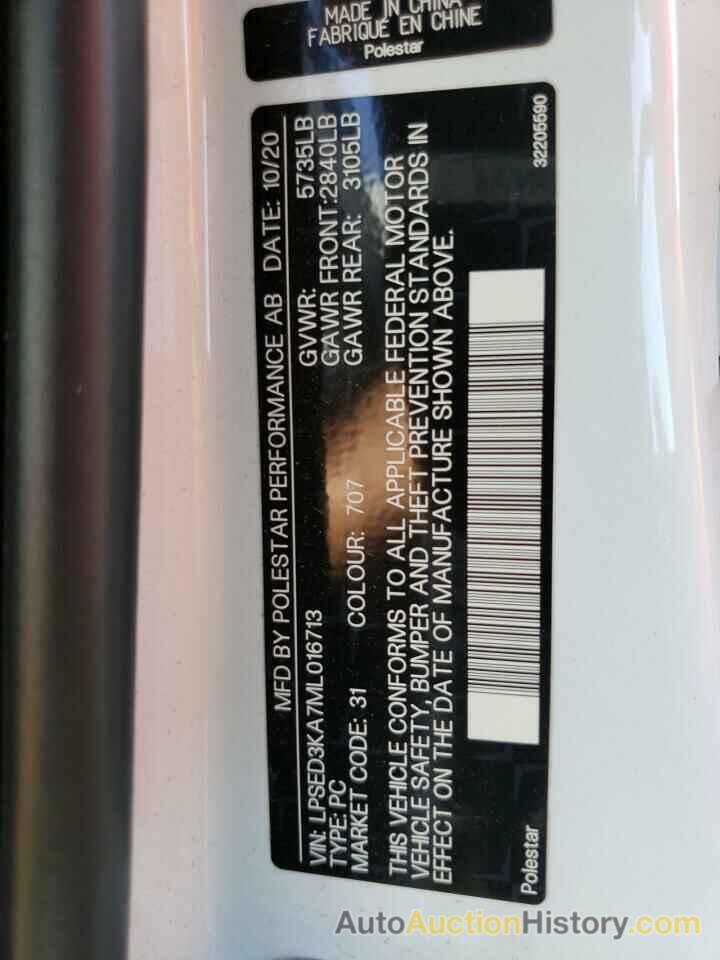 MADE IN CHINA
FABRIQUÉ EN CHINE
Polestar
MFD BY POLESTAR PERFORMANCE AB DATE: 10/20
VIN: LPSED3KA7ML016713 GVWR: 5735LB
TYPE: PC GAWR FRONT: 2840LB
MARKET CODE: 31 COLOUR: 707 GAWR REAR: 3105LB
THIS VEHICLE CONFORMS TO ALL APPLICABLE FEDERAL MOTOR
VEHICLE SAFETY, BUMPER AND THEFT PREVENTION STANDARDS IN
EFFECT ON THE DATE OF MANUFACTURE SHOWN ABOVE.
Polestar 32205590
AutoAuctionHistory.com